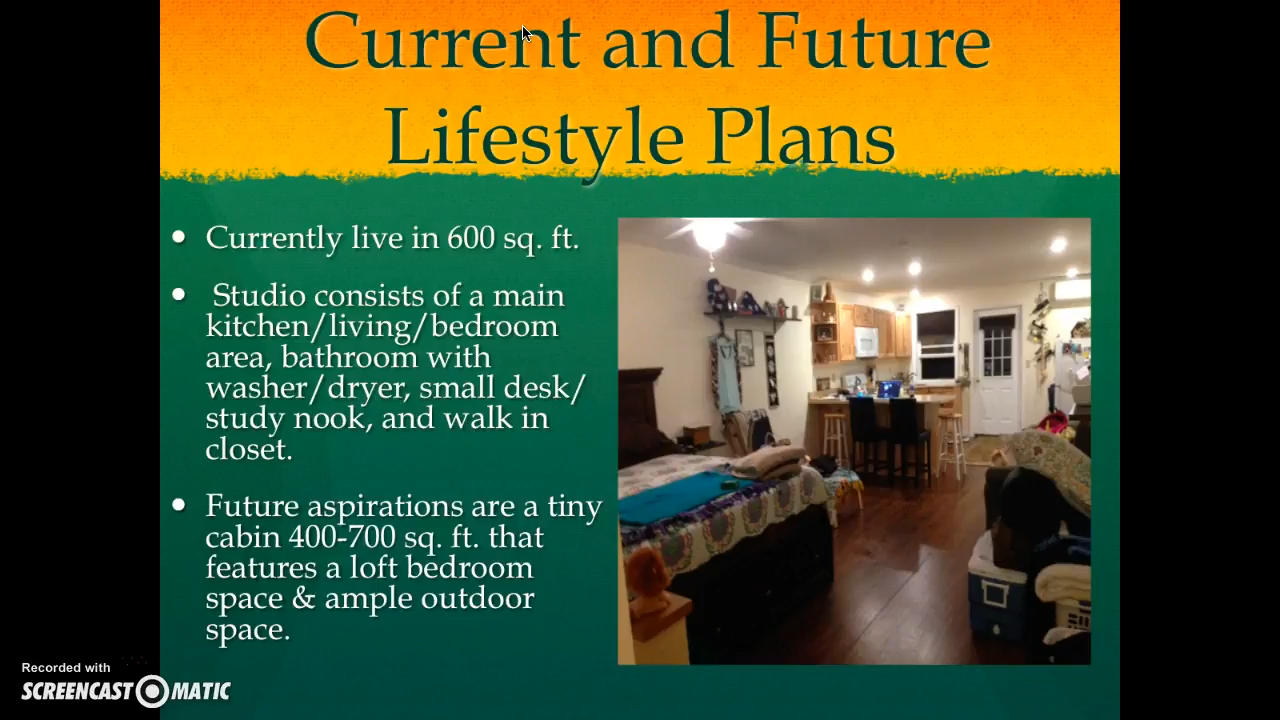 Current and Future
Lifestyle Plans
• Currently live in 600 sq. ft.
• Studio consists of a main
kitchen/living/bedroom
area, bathroom with
washer/dryer, small desk/
study nook, and walk in
closet.
• Future aspirations are a tiny
cabin 400-700 sq. ft. that
features a loft bedroom
space & ample outdoor
space.
Recorded with
SCREENCAST MATIC